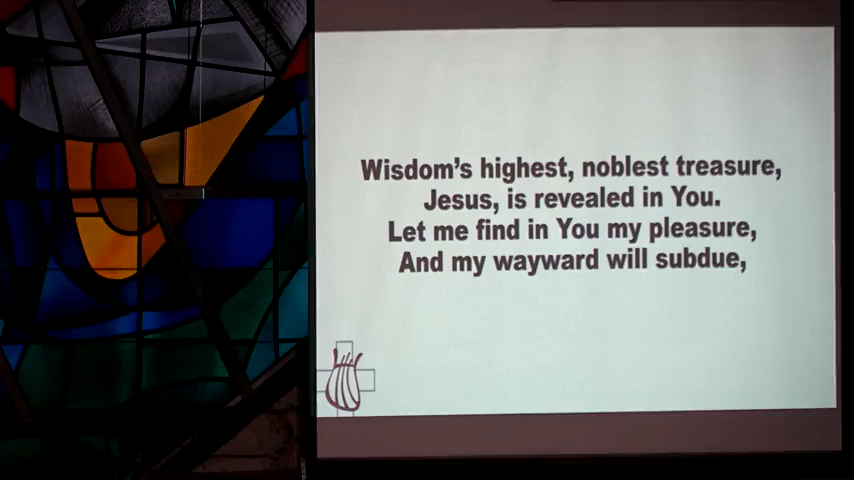 Wisdom's highest, noblest treasure,
Jesus, is revealed in You.
Let me find in You my pleasure,
And my wayward will subdue,